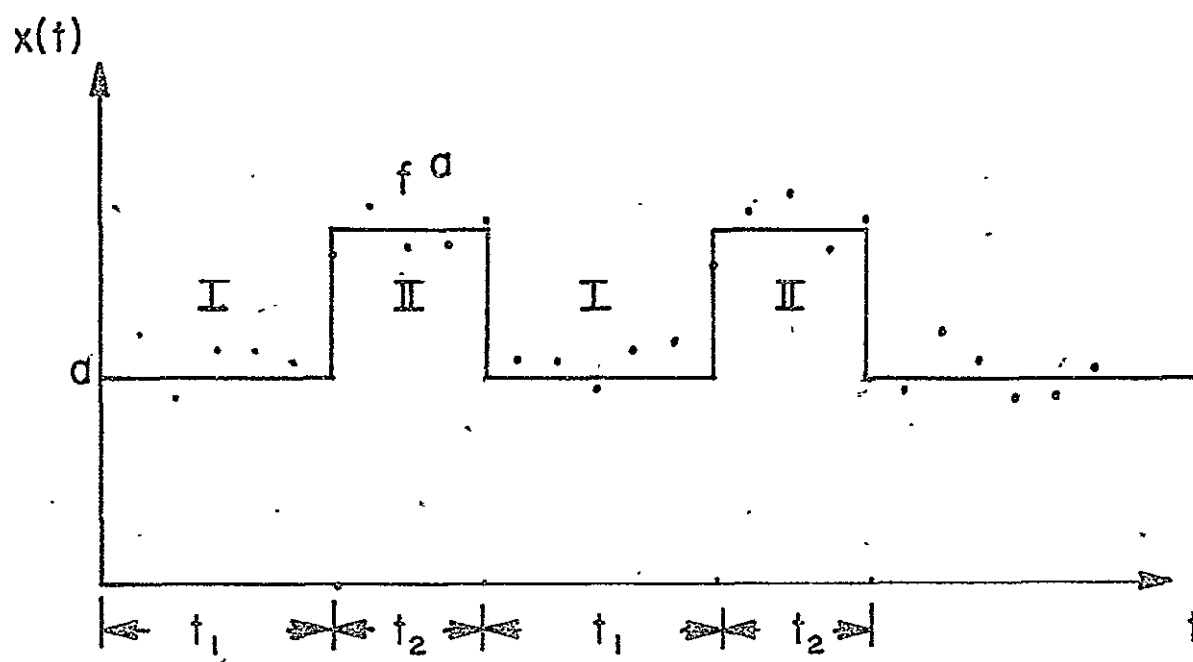 x(t)
f a
I II I II
a
t₁ t₂ t₁ t₂ t